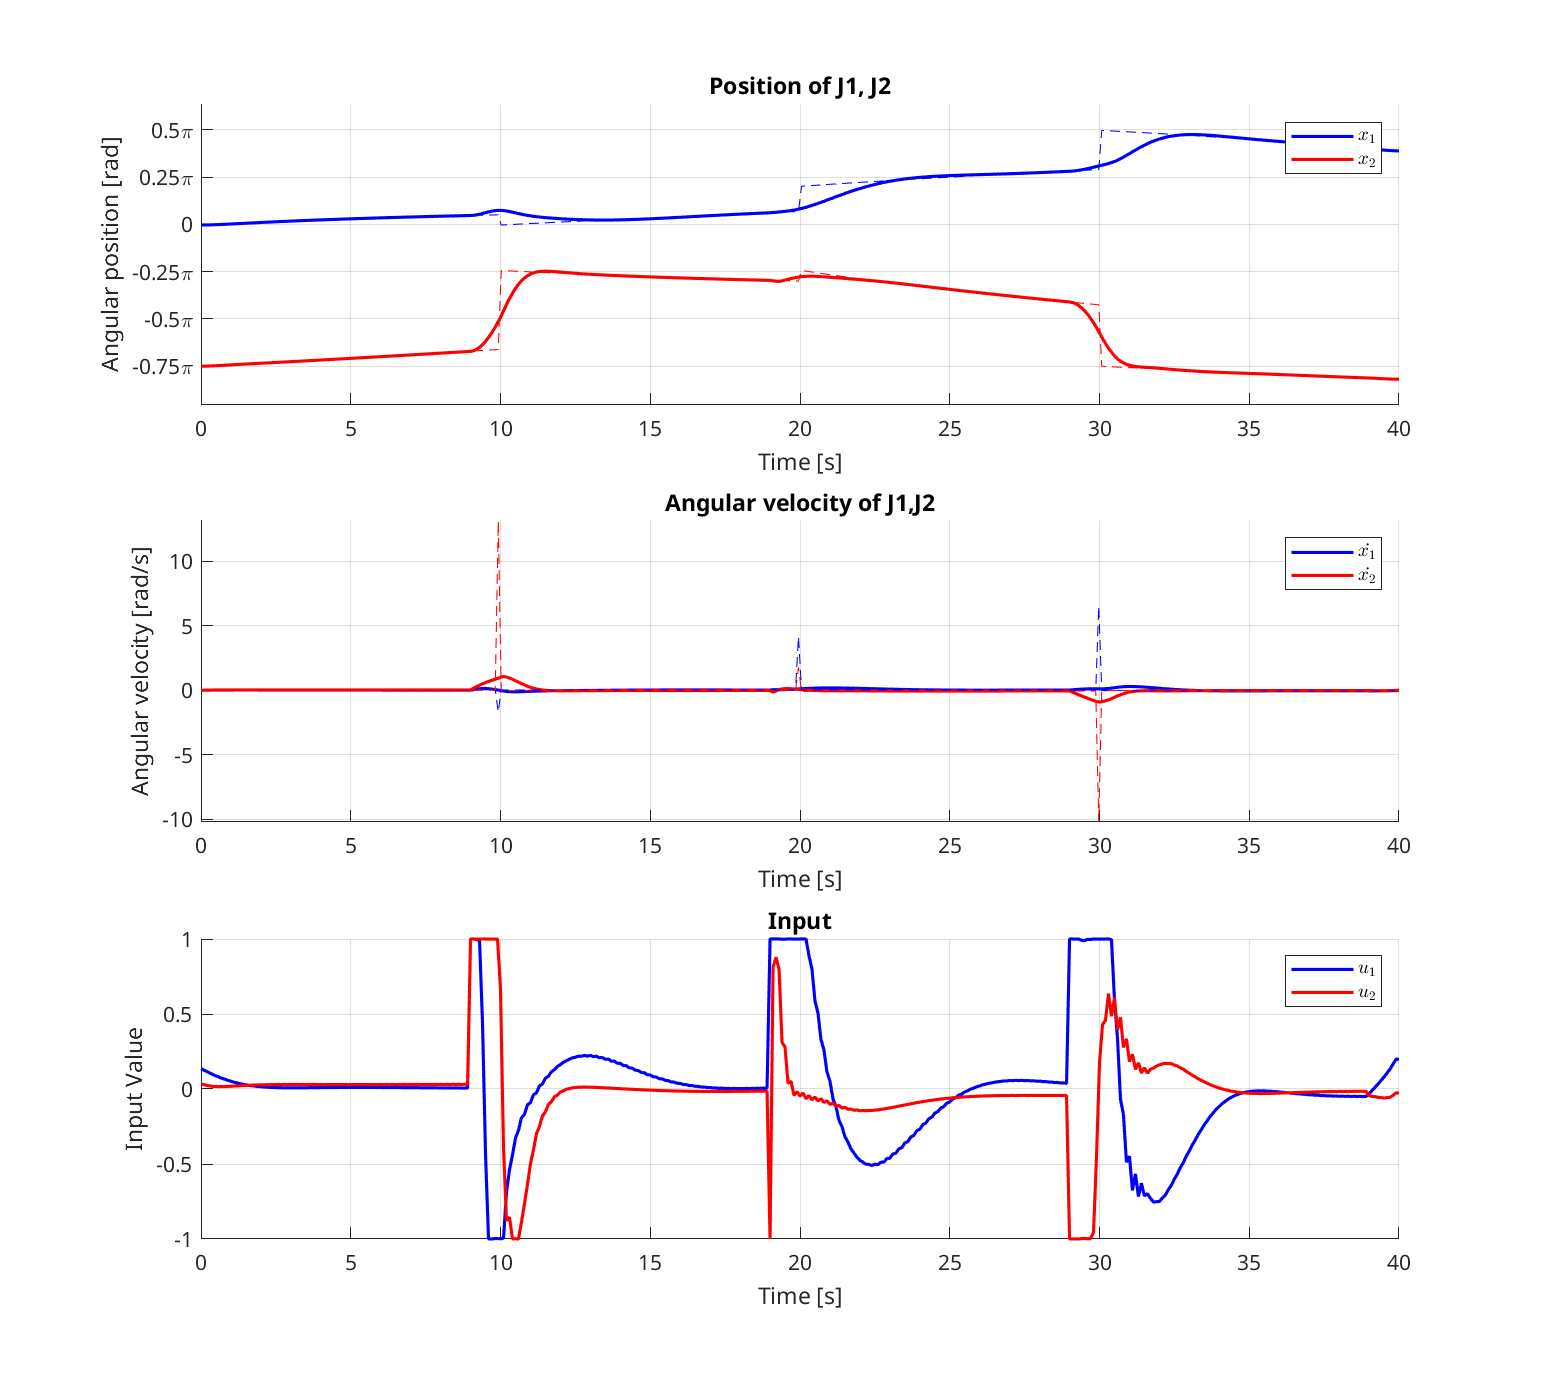 Position of J1, J2
Angular position [rad]
0.5π
0.25π
0
-0.25π
-0.5π
-0.75π
x₁
x₂
0 5 10 15 20 25 30 35 40
Time [s]
Angular velocity of J1,J2
Angular velocity [rad/s]
10
5
0
-5
-10
ẋ₁
ẋ₂
0 5 10 15 20 25 30 35 40
Time [s]
Input
Input Value
1
0.5
0
-0.5
-1
u₁
u₂
0 5 10 15 20 25 30 35 40
Time [s]